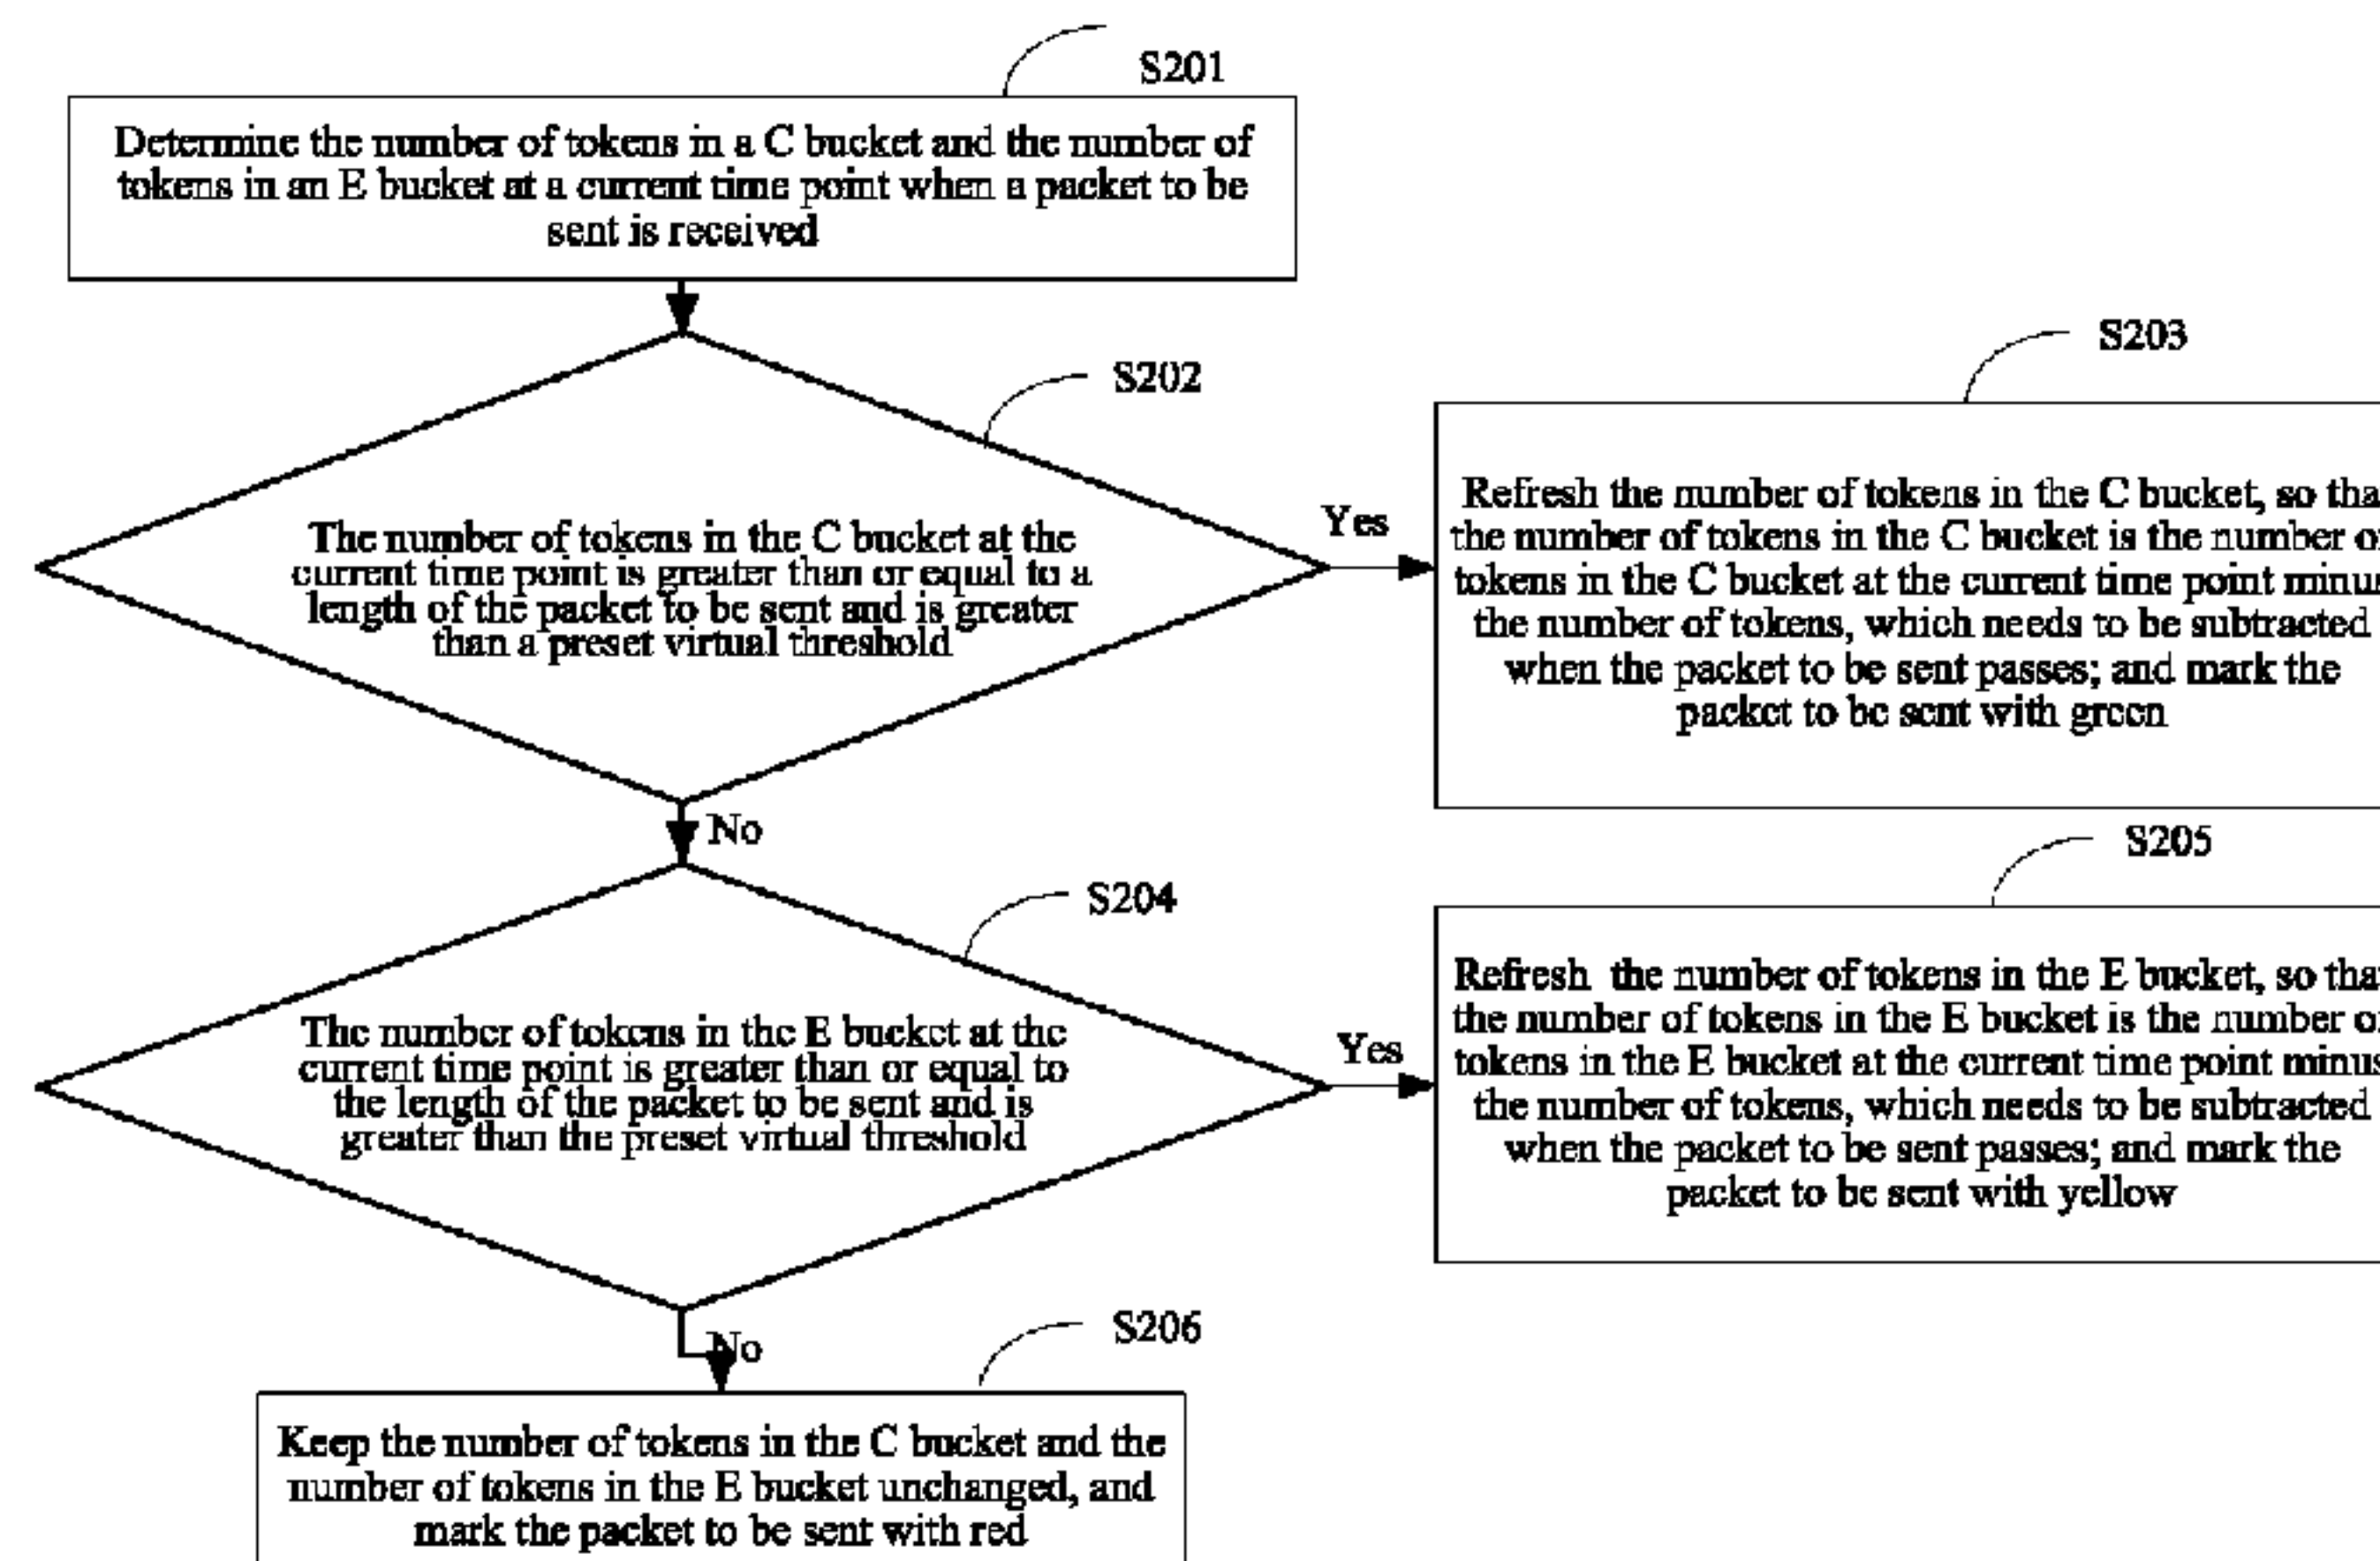 S201
Determine the number of tokens in a C bucket and the number of
tokens in an E bucket at a current time point when a packet to be
sent is received
S202
The number of tokens in the C bucket at the
current time point is greater than or equal to a
length of the packet to be sent and is greater
than a preset virtual threshold
Yes
S203
Refresh the number of tokens in the C bucket, so tha
the number of tokens in the C bucket is the number o
tokens in the C bucket at the current time point minus
the number of tokens, which needs to be subtracted
when the packet to be sent passes; and mark the
packet to be sent with green
No
S204
The number of tokens in the E bucket at the
current time point is greater than or equal to
the length of the packet to be sent and is
greater than the preset virtual threshold
Yes
S205
Refresh the number of tokens in the E bucket, so tha
the number of tokens in the E bucket is the number o
tokens in the E bucket at the current time point minus
the number of tokens, which needs to be subtracted
when the packet to be sent passes; and mark the
packet to be sent with yellow
No
S206
Keep the number of tokens in the C bucket and the
number of tokens in the E bucket unchanged, and
mark the packet to be sent with red